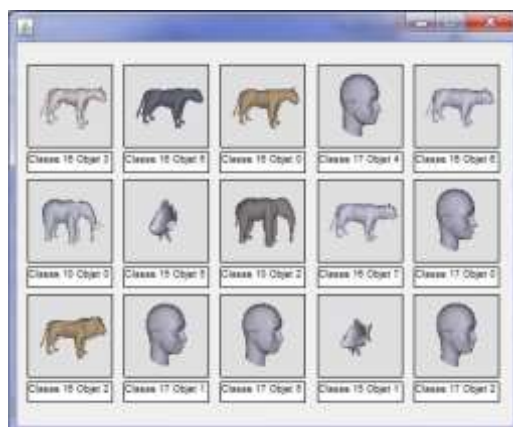 Classe 16 Objet 3
Classe 16 Objet 5
Classe 16 Objet 0
Classe 17 Objet 4
Classe 16 Objet 6
Classe 10 Objet 0
Classe 15 Objet 5
Classe 10 Objet 2
Classe 16 Objet 7
Classe 17 Objet 0
Classe 16 Objet 2
Classe 17 Objet 1
Classe 17 Objet 5
Classe 15 Objet 1
Classe 17 Objet 2